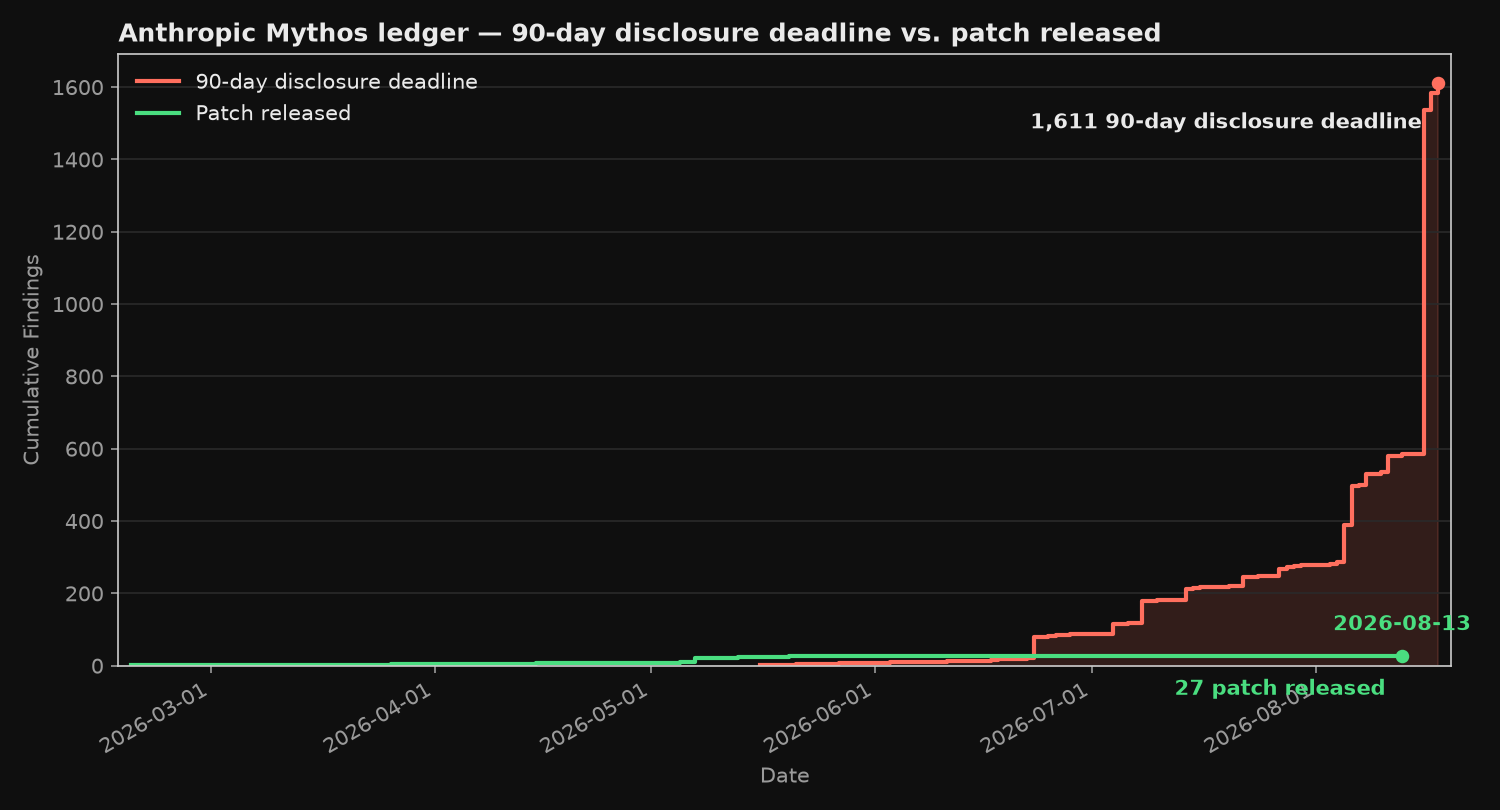 Anthropic Mythos ledger — 90-day disclosure deadline vs. patch released
90-day disclosure deadline
Patch released
1,611 90-day disclosure deadline
2026-08-13
27 patch released
Cumulative Findings
1600
1400
1200
1000
800
600
400
200
0
2026-03-01
2026-04-01
2026-05-01
2026-06-01
2026-07-01
2026-08-01
Date